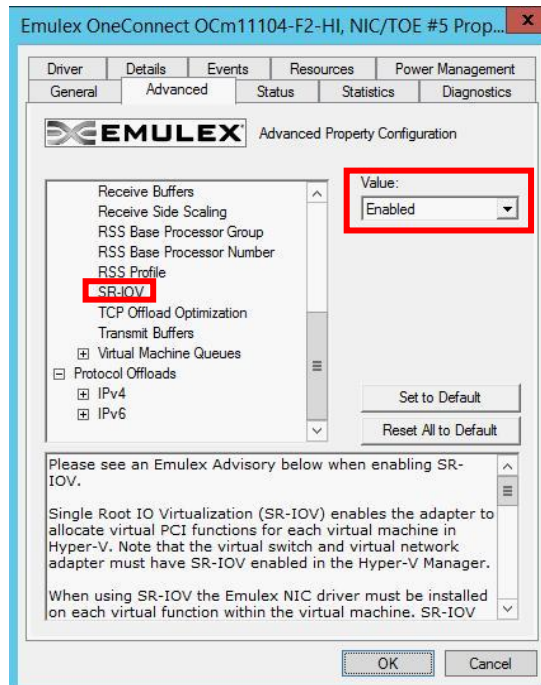 Emulex OneConnect OCm11104-F2-HI, NIC/TOE #5 Prop...
x
Driver Details Events Resources Power Management
General Advanced Status Statistics Diagnostics
EMULEX Advanced Property Configuration
Value:
Enabled
Receive Buffers
Receive Side Scaling
RSS Base Processor Group
RSS Base Processor Number
RSS Profile
SR-IOV
TCP Offload Optimization
Transmit Buffers
Virtual Machine Queues
Protocol Offloads
IPv4
IPv6
Set to Default
Reset All to Default
Please see an Emulex Advisory below when enabling SR-
IOV.
Single Root IO Virtualization (SR-IOV) enables the adapter to
allocate virtual PCI functions for each virtual machine in
Hyper-V. Note that the virtual switch and virtual network
adapter must have SR-IOV enabled in the Hyper-V Manager.
When using SR-IOV the Emulex NIC driver must be installed
on each virtual function within the virtual machine. SR-IOV
OK Cancel